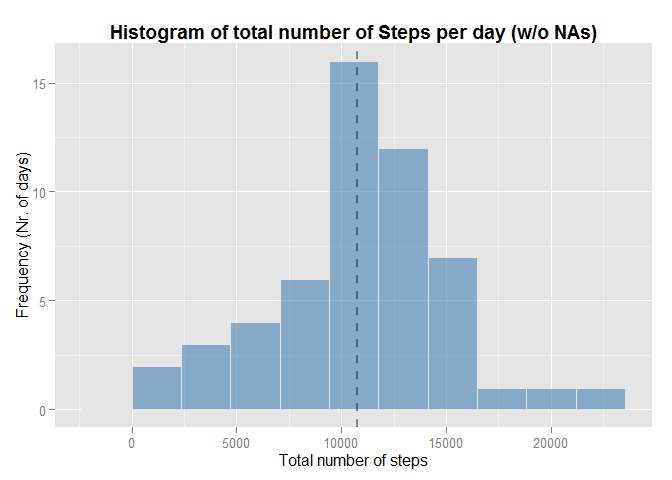 Histogram of total number of Steps per day (w/o NAs)
Frequency (Nr. of days)
15
10
5
0
0 5000 10000 15000 20000
Total number of steps